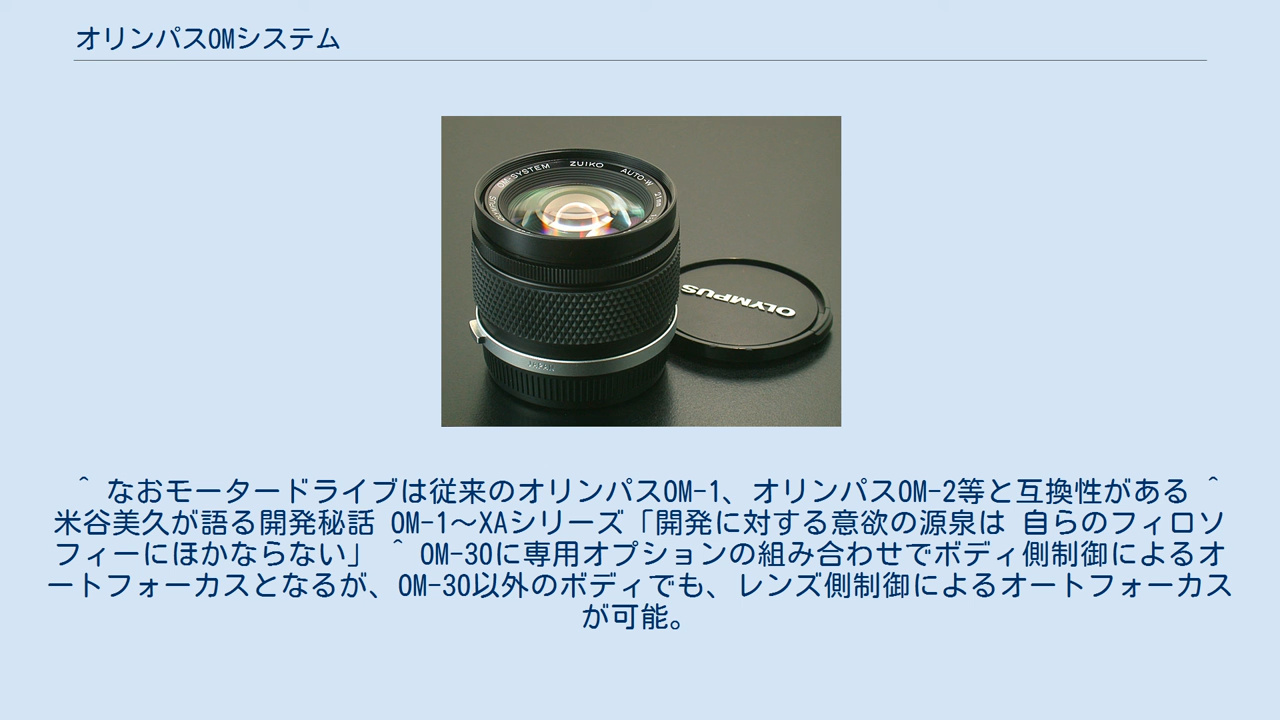 オリンパスOMシステム
OM-SYSTEM ZUIKO AUTO-W 21mm
OLYMPUS
JAPAN
^ なおモータードライブは従来のオリンパスOM-1、オリンパスOM-2等と互換性がある ^
米谷美久が語る開発秘話 OM-1～XAシリーズ「開発に対する意欲の源泉は 自らのフィロソ
フィーにほかならない」 ^ OM-30に専用オプションの組み合わせでボディ側制御によるオ
ートフォーカスとなるが、OM-30以外のボディでも、レンズ側制御によるオートフォーカス
が可能。